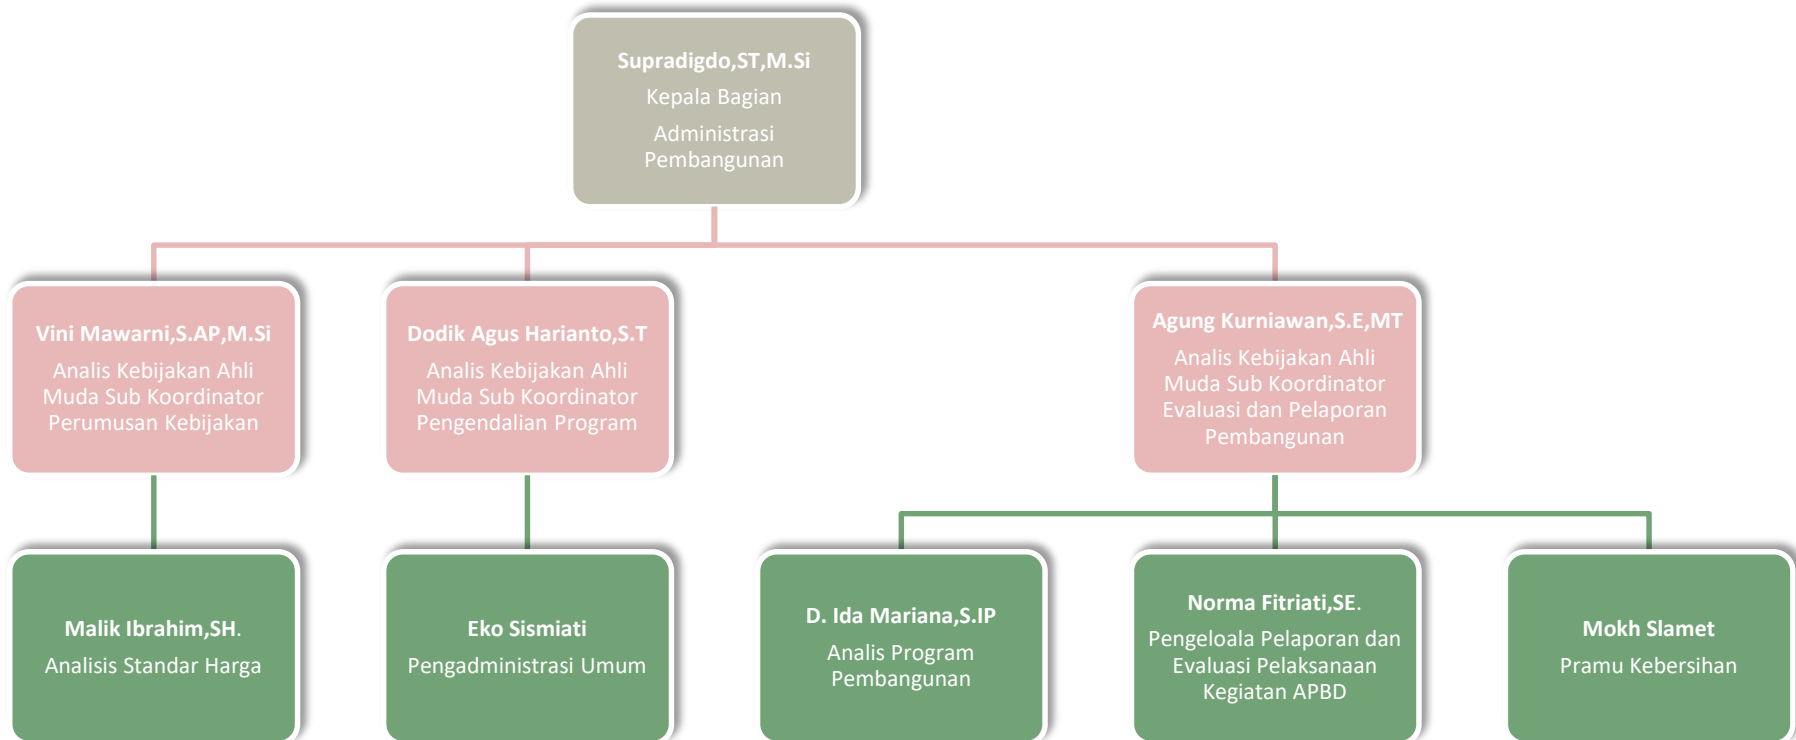 Supradigdo,ST,M.Si
Kepala Bagian
Administrasi
Pembangunan
Vini Mawarni,S.AP,M.Si
Analis Kebijakan Ahli
Muda Sub Koordinator
Perumusan Kebijakan
Dodik Agus Harianto,S.T
Analis Kebijakan Ahli
Muda Sub Koordinator
Pengendalian Program
Agung Kurniawan,S.E,MT
Analis Kebijakan Ahli
Muda Sub Koordinator
Evaluasi dan Pelaporan
Pembangunan
Malik Ibrahim,SH.
Analisis Standar Harga
Eko Sismiati
Pengadministrasi Umum
D. Ida Mariana,S.IP
Analis Program
Pembangunan
Norma Fitriati,SE.
Pengeloala Pelaporan dan
Evaluasi Pelaksanaan
Kegiatan APBD
Mokh Slamet
Pramu Kebersihan